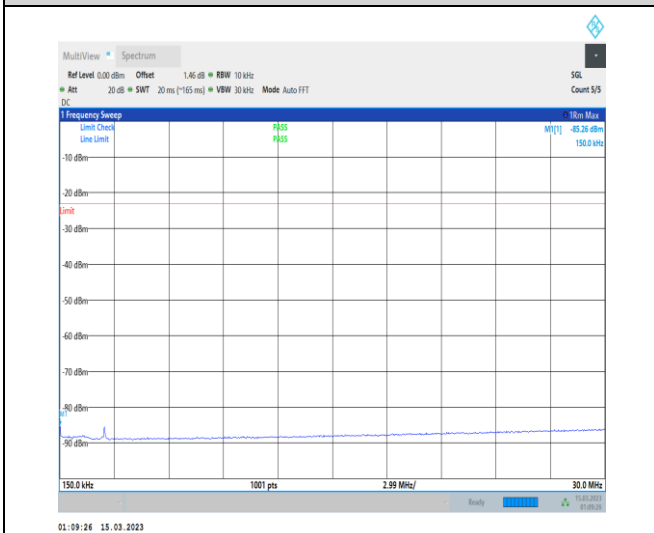 MultiView Spectrum
Ref Level 0.00 dBm Offset 1.46 dB RBW 10 kHz SGL
Att 20 dB SWT 20 ms (~165 ms) VBW 30 kHz Mode Auto FFT Count 5/5
DC
1 Frequency Sweep 1Rm Max
Limit Check PASS M1[1] -85.26 dBm
Line Limit PASS 150.0 kHz
-10 dBm
-20 dBm
Limit
-30 dBm
-40 dBm
-50 dBm
-60 dBm
-70 dBm
-80 dBm
M1
-90 dBm
150.0 kHz 1001 pts 2.99 MHz/ 30.0 MHz
Ready 15.03.2023
01:09:26
01:09:26 15.03.2023